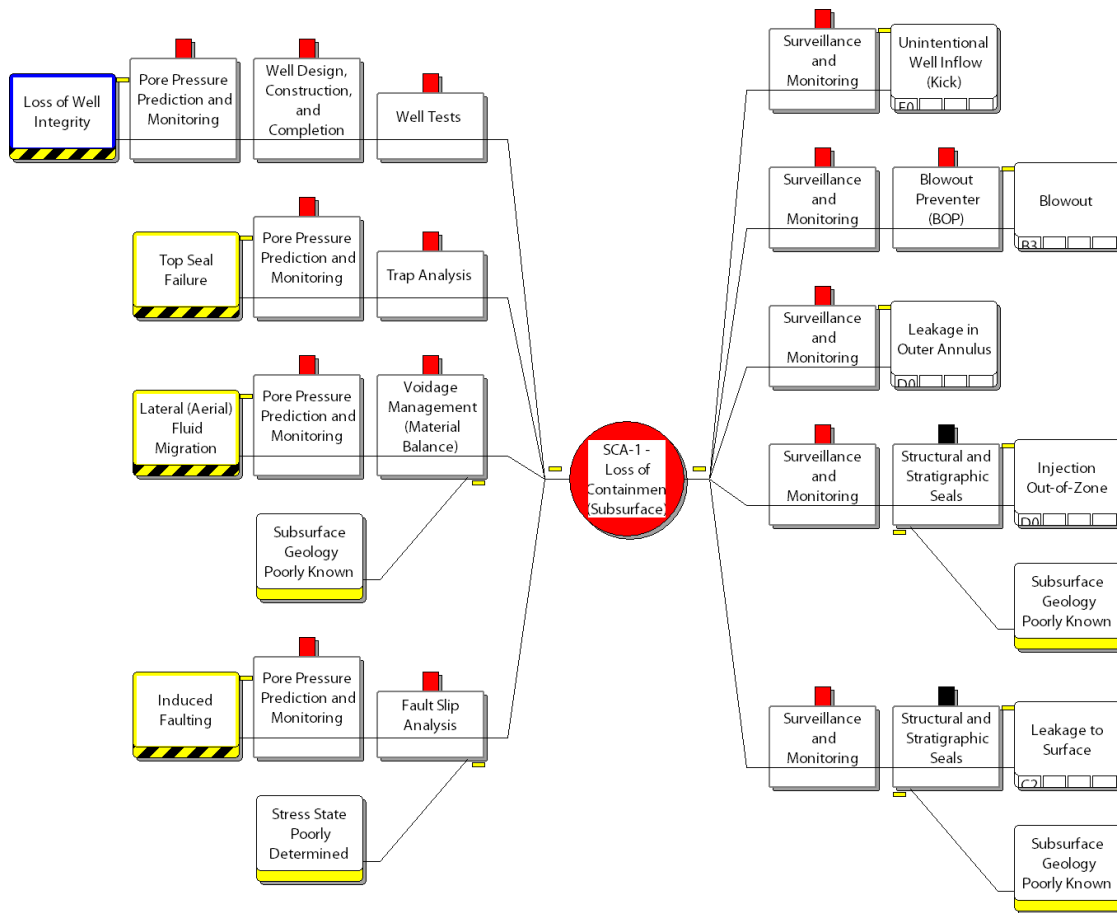 Loss of Well
Integrity
Pore Pressure
Prediction and
Monitoring
Well Design,
Construction,
and
Completion
Well Tests
Top Seal
Failure
Pore Pressure
Prediction and
Monitoring
Trap Analysis
Lateral (Aerial)
Fluid
Migration
Pore Pressure
Prediction and
Monitoring
Voidage
Management
(Material
Balance)
Subsurface
Geology
Poorly Known
Induced
Faulting
Pore Pressure
Prediction and
Monitoring
Fault Slip
Analysis
Stress State
Poorly
Determined
SCA-1 -
Loss of
Containmen
(Subsurface)
Surveillance
and
Monitoring
Unintentional
Well Inflow
(Kick)
E0
Surveillance
and
Monitoring
Blowout
Preventer
(BOP)
Blowout
B3
Surveillance
and
Monitoring
Leakage in
Outer Annulus
D0
Surveillance
and
Monitoring
Structural and
Stratigraphic
Seals
Injection
Out-of-Zone
D0
Subsurface
Geology
Poorly Known
Surveillance
and
Monitoring
Structural and
Stratigraphic
Seals
Leakage to
Surface
C2
Subsurface
Geology
Poorly Known